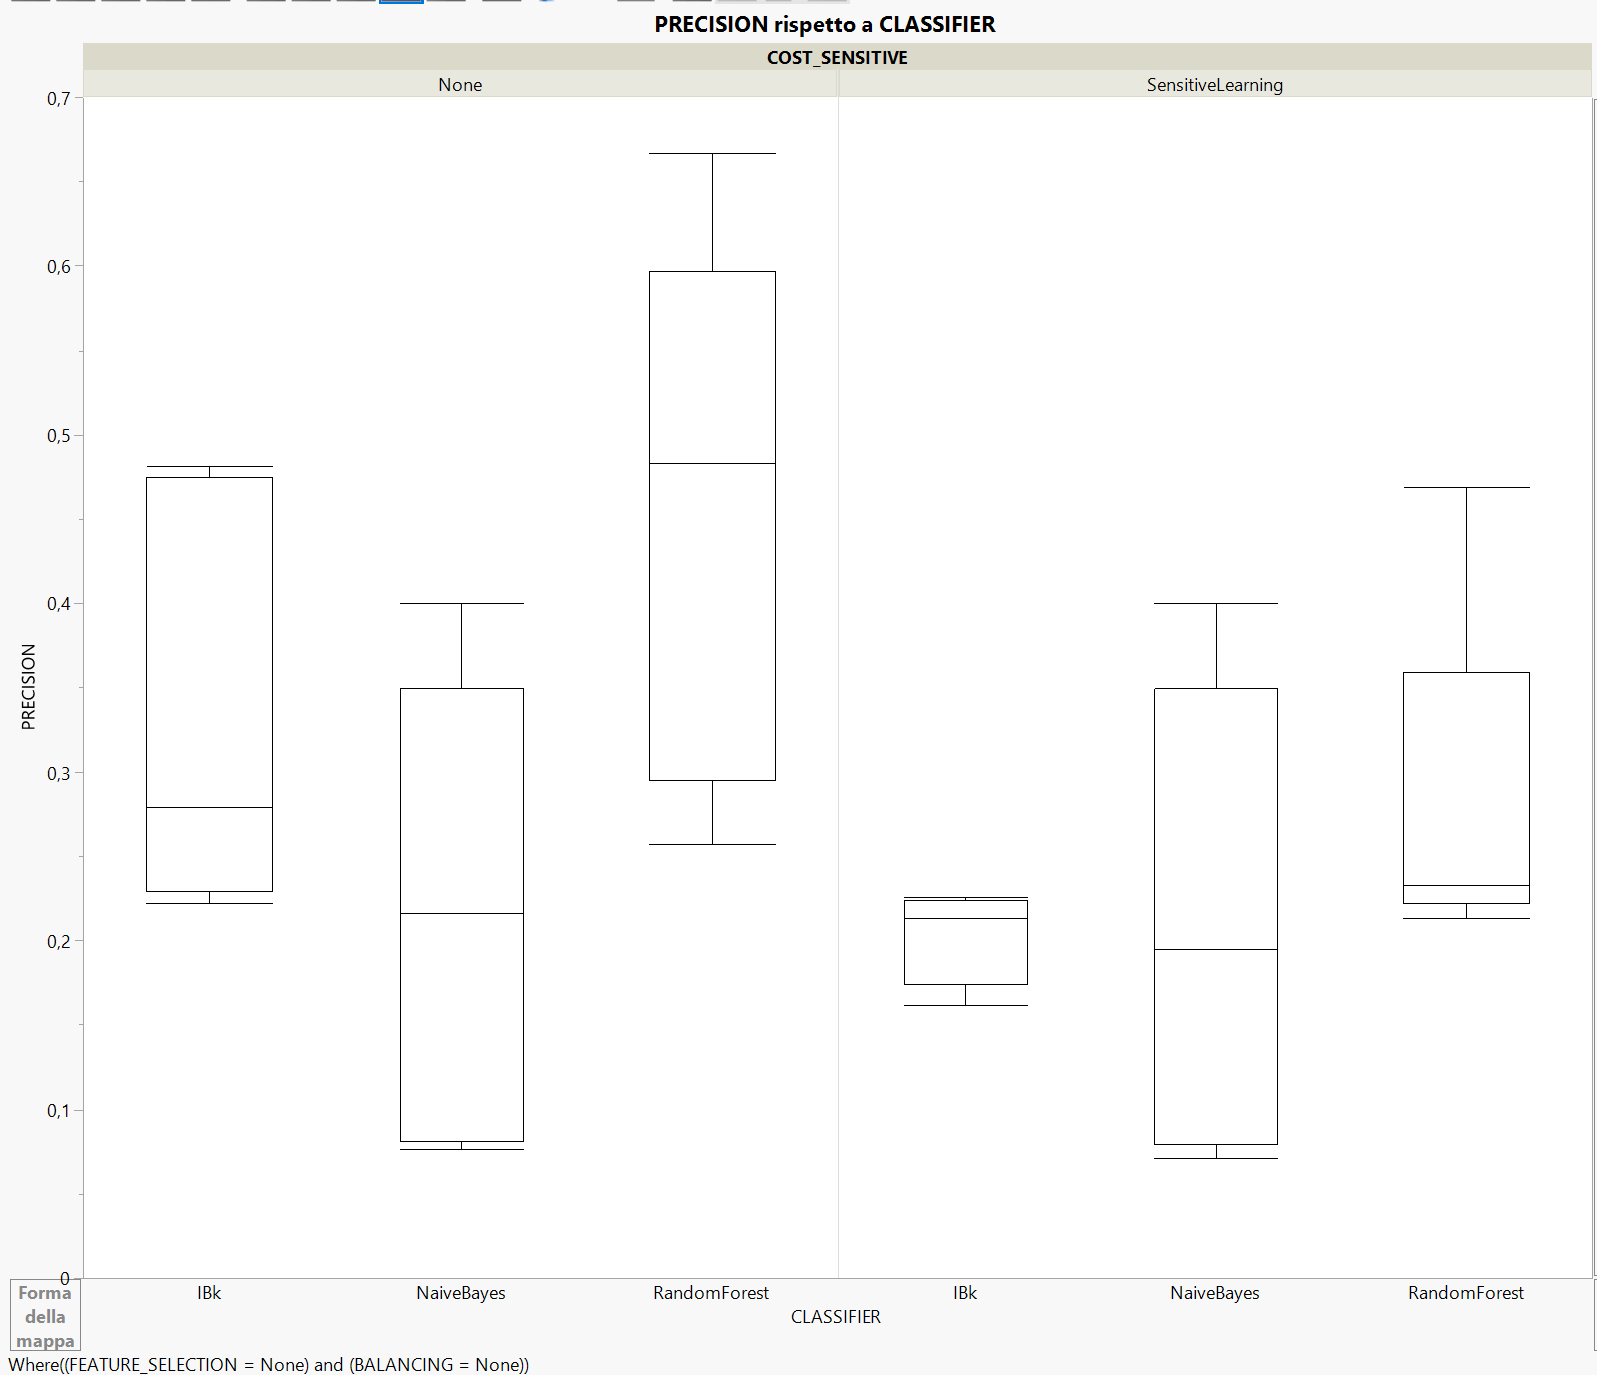 PRECISION rispetto a CLASSIFIER
COST_SENSITIVE
None
SensitiveLearning
0,7
0,6
0,5
0,4
0,3
0,2
0,1
0
PRECISION
IBk
NaiveBayes
RandomForest
IBk
NaiveBayes
RandomForest
CLASSIFIER
Forma
della
mappa
Where((FEATURE_SELECTION = None) and (BALANCING = None))